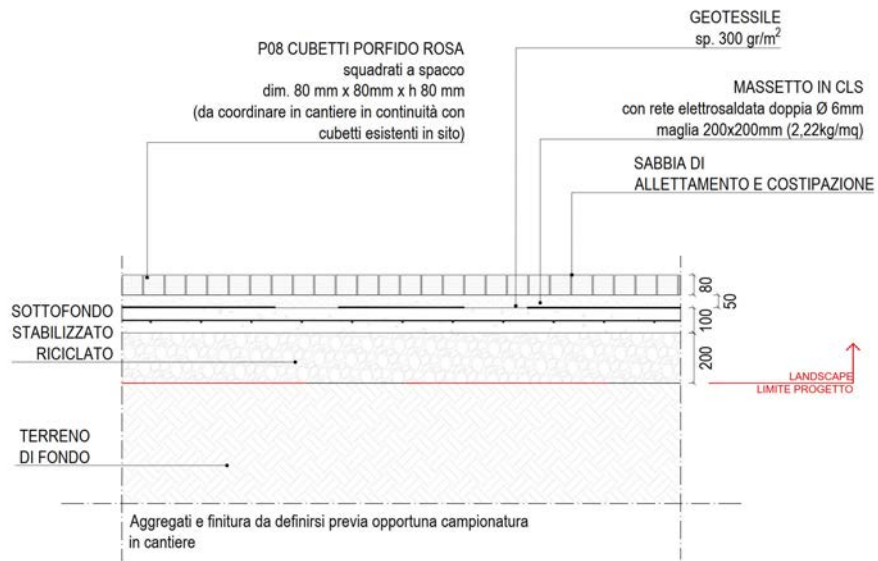 GEOTESSILE
sp. 300 gr/m²
P08 CUBETTI PORFIDO ROSA
squadrati a spacco
dim. 80 mm x 80mm x h 80 mm
(da coordinare in cantiere in continuità con
cubetti esistenti in sito)
MASSETTO IN CLS
con rete elettrosaldata doppia Ø 6mm
maglia 200x200mm (2,22kg/mq)
SABBIA DI
ALLETTAMENTO E COSTIPAZIONE
80
50
100
200
SOTTOFONDO
STABILIZZATO
RICICLATO
LANDSCAPE
LIMITE PROGETTO
TERRENO
DI FONDO
Aggregati e finitura da definirsi previa opportuna campionatura
in cantiere